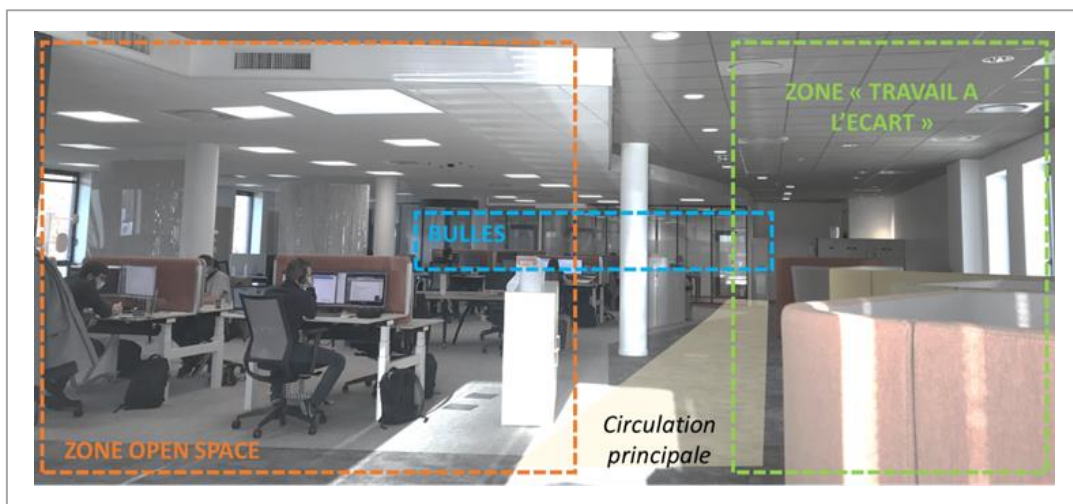 ZONE « TRAVAIL A
L'ECART »
BULLES
ZONE OPEN SPACE
Circulation
principale